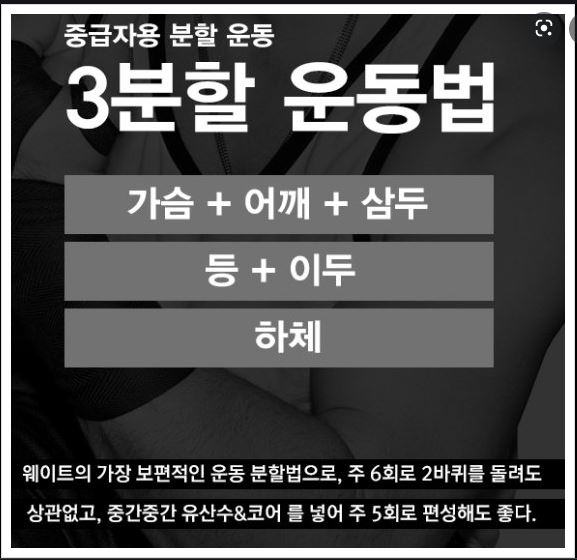 중급자용 분할 운동
3분할 운동법
가슴 + 어깨 + 삼두
등 + 이두
하체
웨이트의 가장 보편적인 운동 분할법으로, 주 6회로 2바퀴를 돌려도
상관없고, 중간중간 유산수&코어 를 넣어 주 5회로 편성해도 좋다.